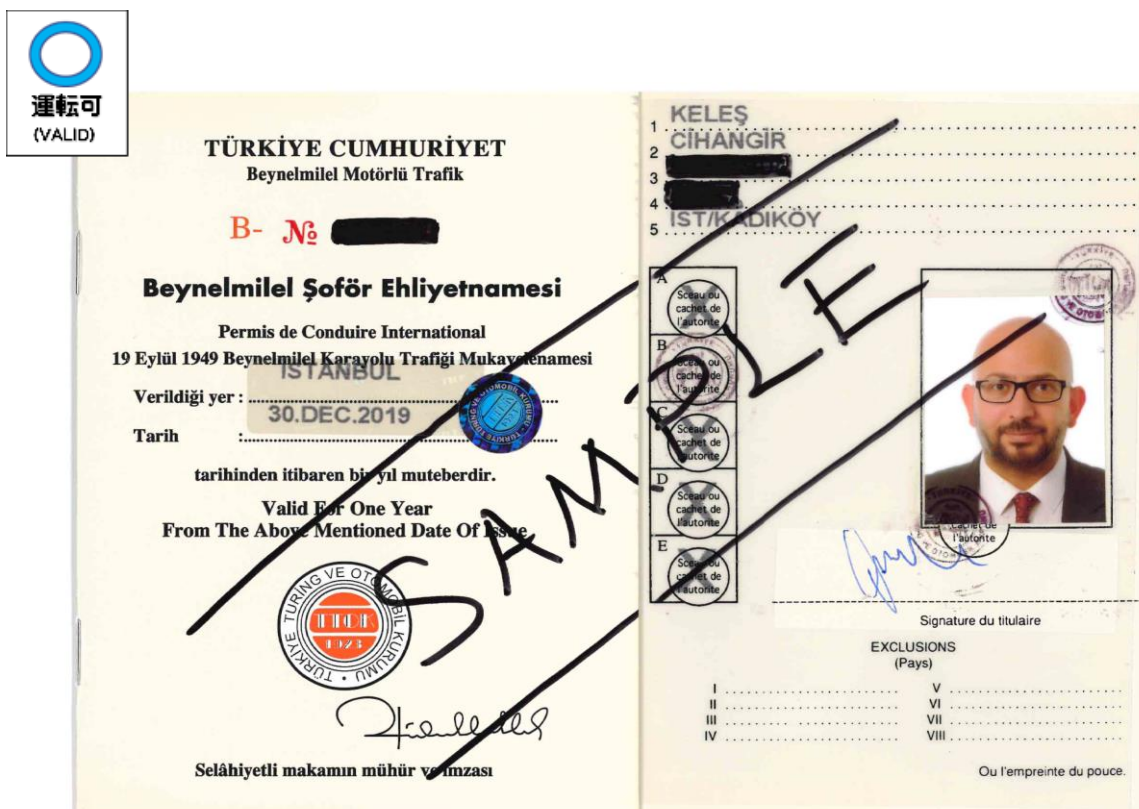 運転可
(VALID)
TÜRKİYE CUMHURİYET
Beynelmilel Motörlü Trafik
B- №
Beynelmilel Şoför Ehliyetnamesi
Permis de Conduire International
19 Eylül 1949 Beynelmilel Karayolu Trafiği Mukavelenamesi
İSTANBUL
Verildiği yer :
30.DEC.2019
Tarih :
tarihinden itibaren bir yıl muteberdir.
Valid For One Year
From The Above Mentioned Date Of Issue
TÜRKİYE TURING VE OTOMOBİL KURUMU
TTOK
1923
Selâhiyetli makamın mühür ve imzası
SAMPLE
1 KELEŞ
2 CİHANGİR
3
4
5 İST/KADIKÖY
A
Sceau ou
cachet de
l'autorite
B
Sceau ou
cachet de
l'autorite
C
Sceau ou
cachet de
l'autorite
D
Sceau ou
cachet de
l'autorite
E
Sceau ou
cachet de
l'autorite
cachet de
l'autorite
Signature du titulaire
EXCLUSIONS
(Pays)
I
II
III
IV
V
VI
VII
VIII
Ou l'empreinte du pouce.